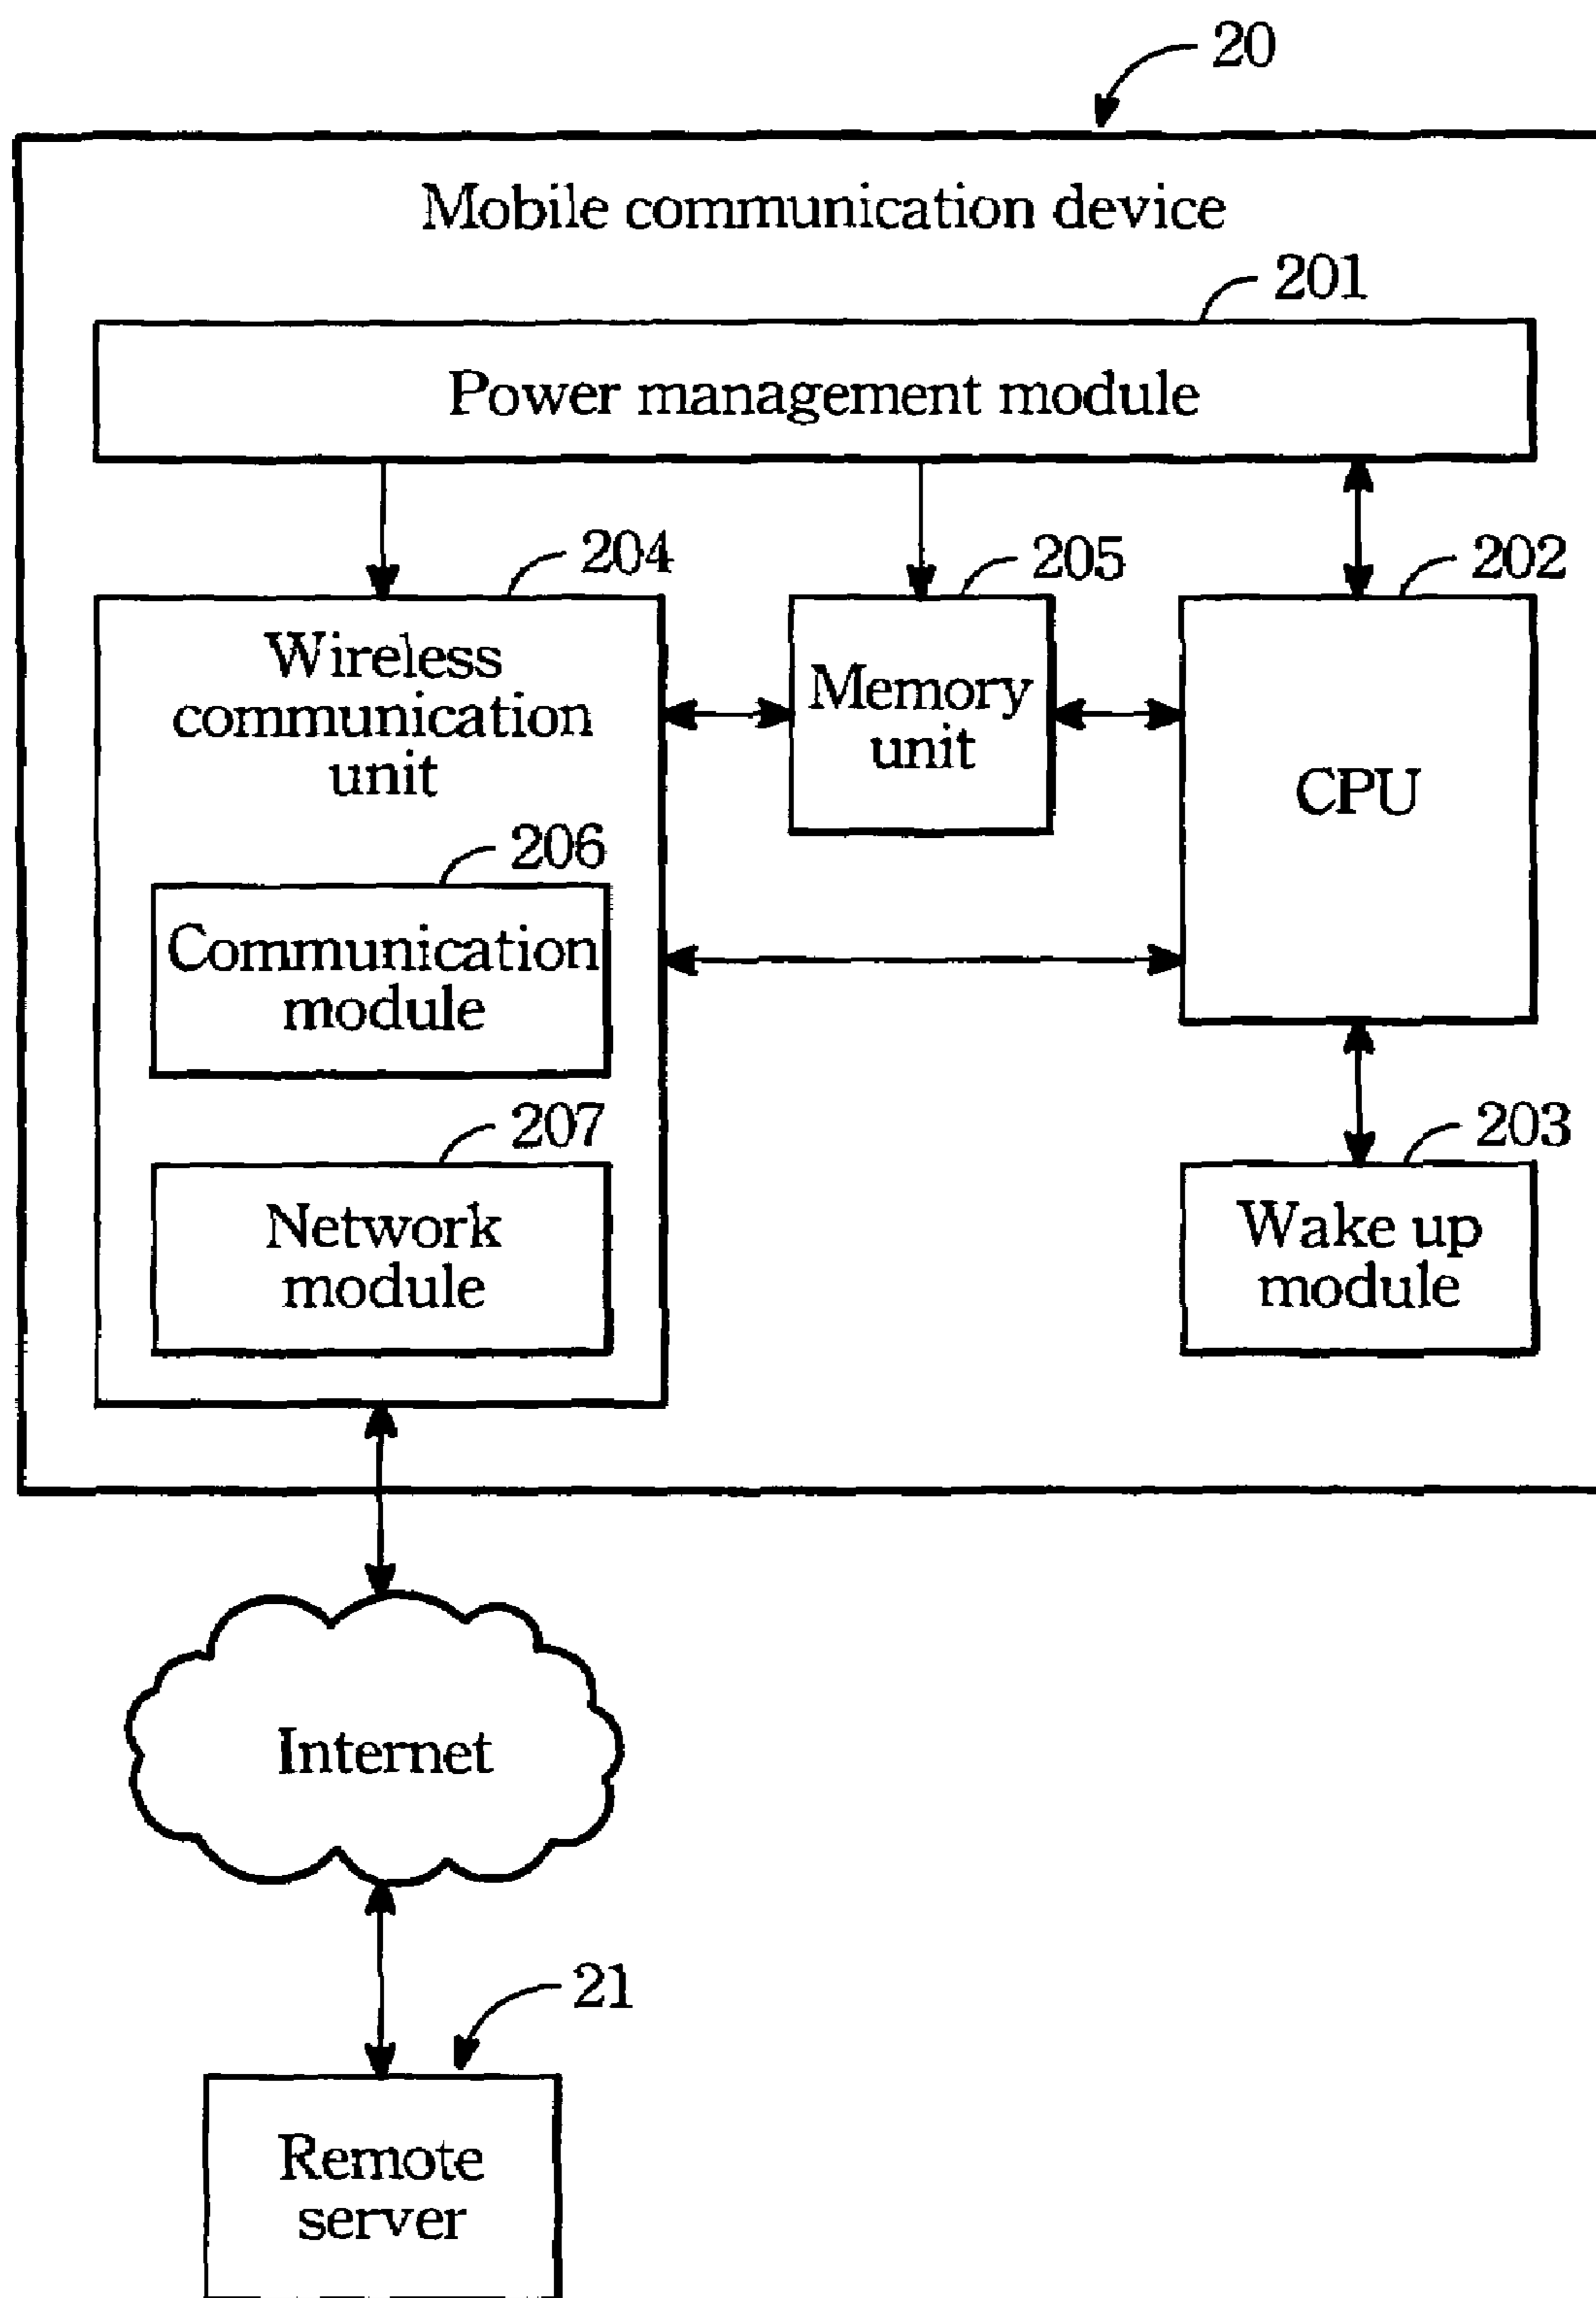 20
Mobile communication device
201
Power management module
204
205
202
Wireless
communication
unit
Memory
unit
CPU
206
Communication
module
207
Network
module
203
Wake up
module
Internet
21
Remote
server